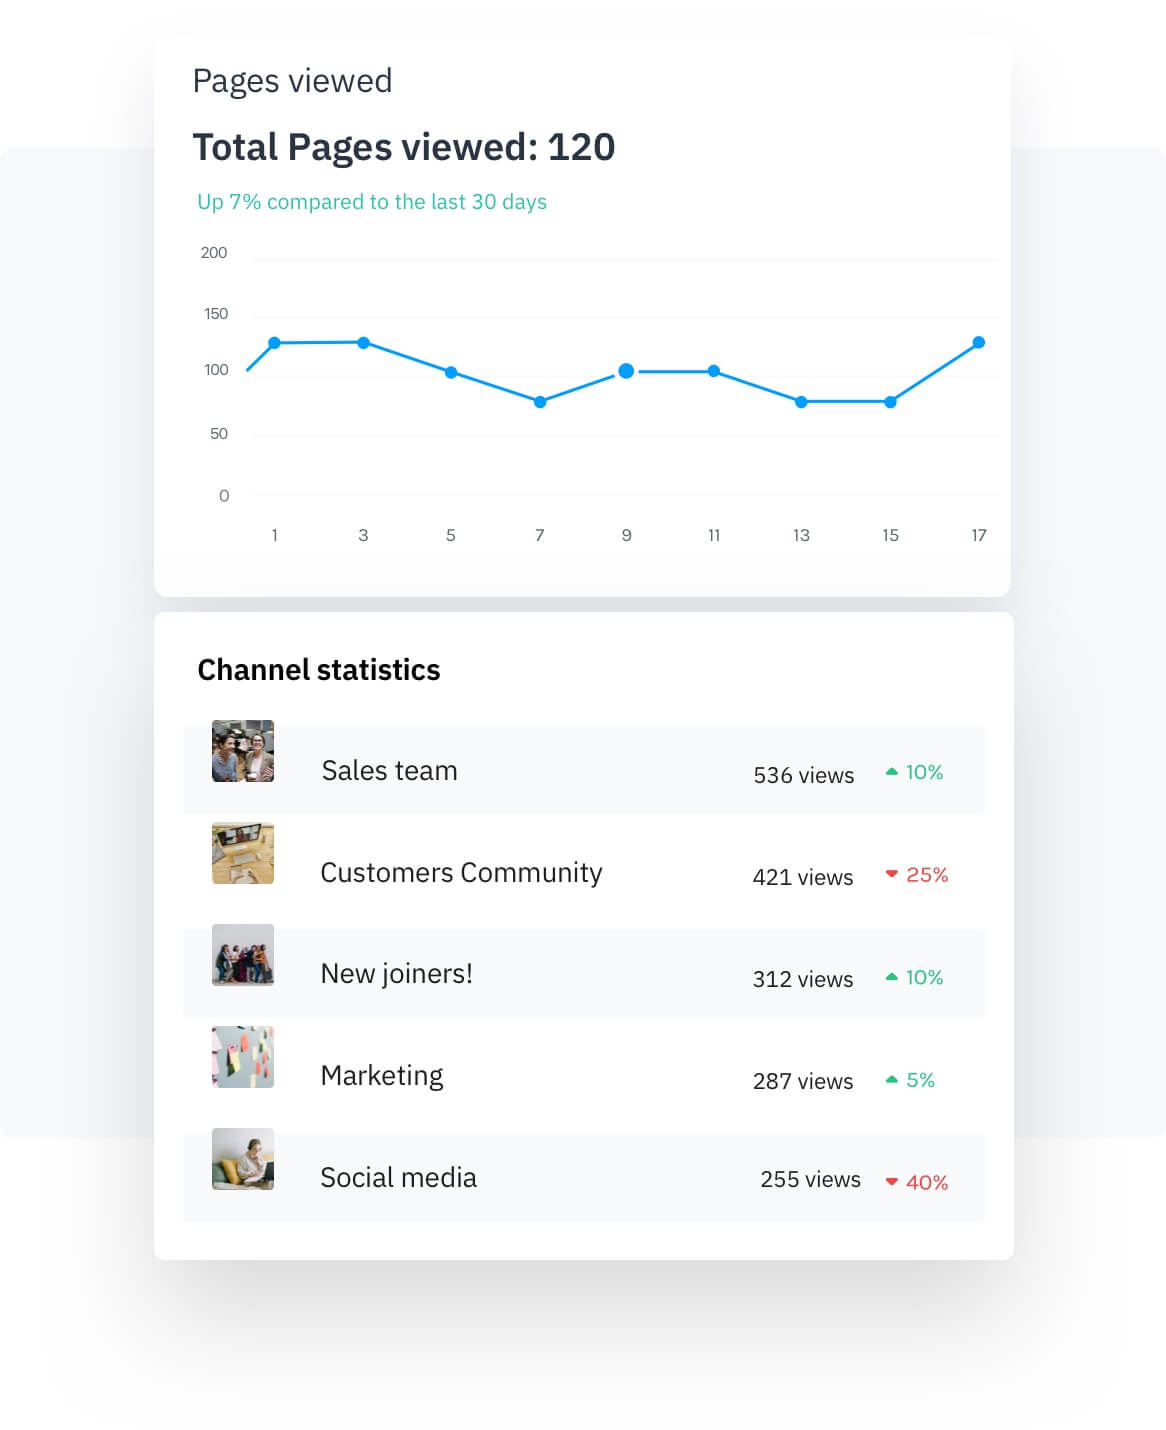 Pages viewed
Total Pages viewed: 120
Up 7% compared to the last 30 days
200
150
100
50
0
1 3 5 7 9 11 13 15 17
Channel statistics
Sales team 536 views 10%
Customers Community 421 views 25%
New joiners! 312 views 10%
Marketing 287 views 5%
Social media 255 views 40%